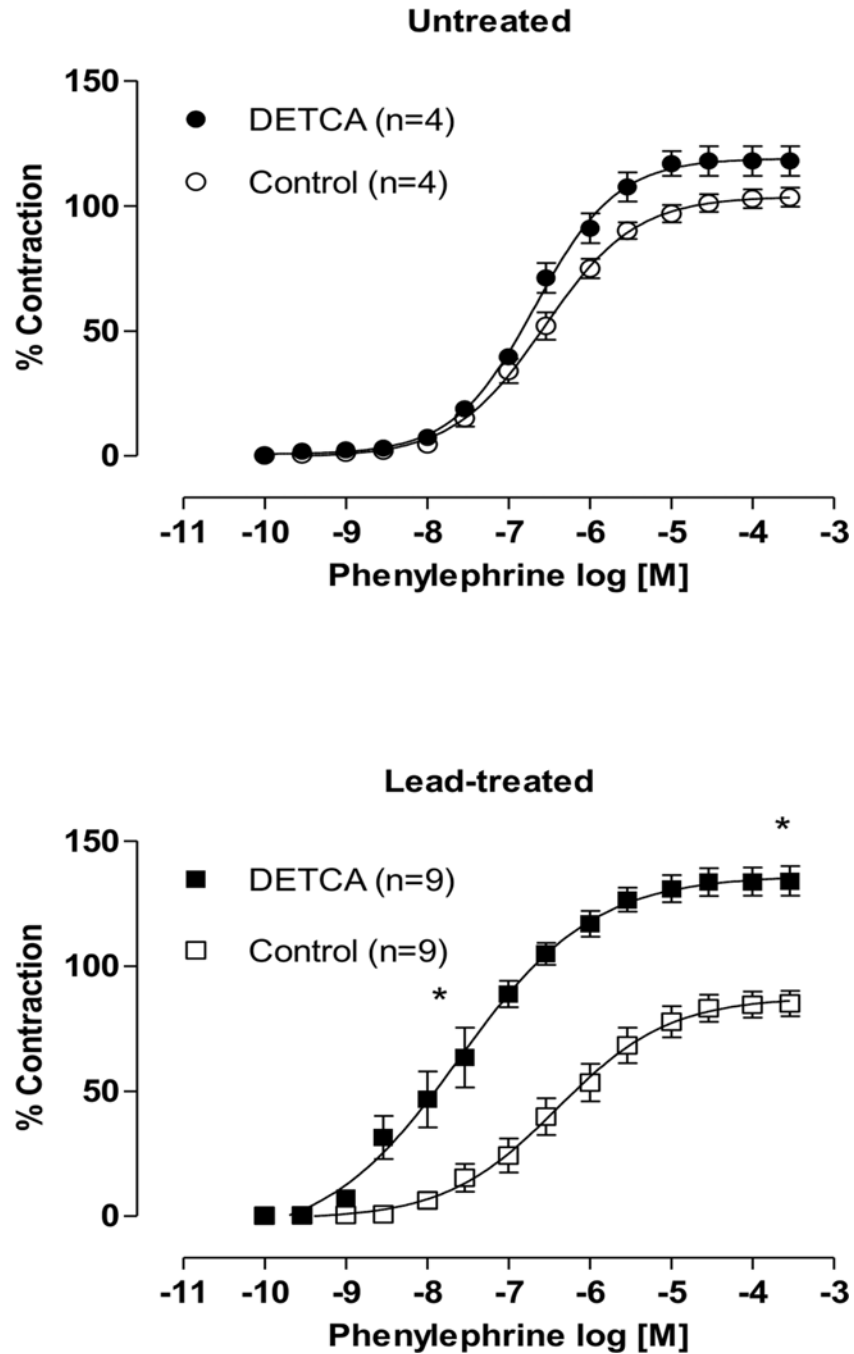 Untreated
150
100
50
0
% Contraction
DETCA (n=4)
Control (n=4)
-11 -10 -9 -8 -7 -6 -5 -4 -3
Phenylephrine log [M]
Lead-treated
150
100
50
0
% Contraction
DETCA (n=9)
Control (n=9)
*
*
-11 -10 -9 -8 -7 -6 -5 -4 -3
Phenylephrine log [M]